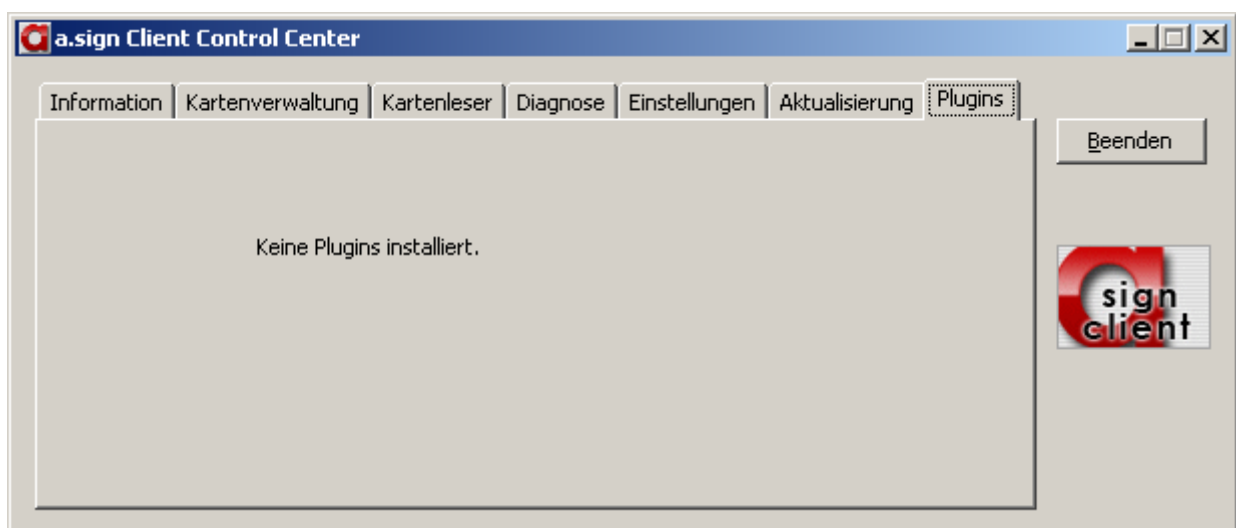 a.sign Client Control Center
Information Kartenverwaltung Kartenleser Diagnose Einstellungen Aktualisierung Plugins
Beenden
Keine Plugins installiert.
a sign
client